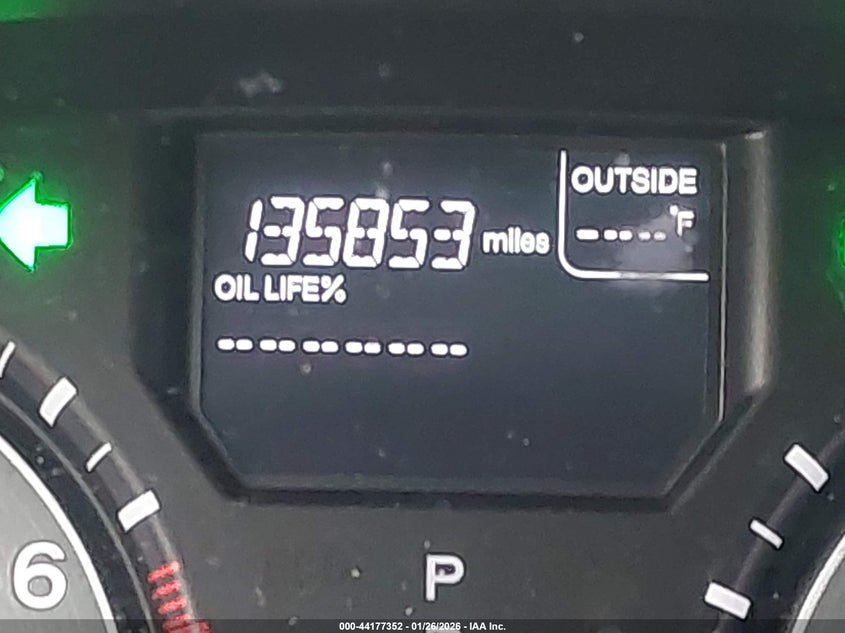 OUTSIDE
135853 miles
-----°F
OIL LIFE%
------------
6
P
000-44177352 - 01/26/2026 - IAA Inc.